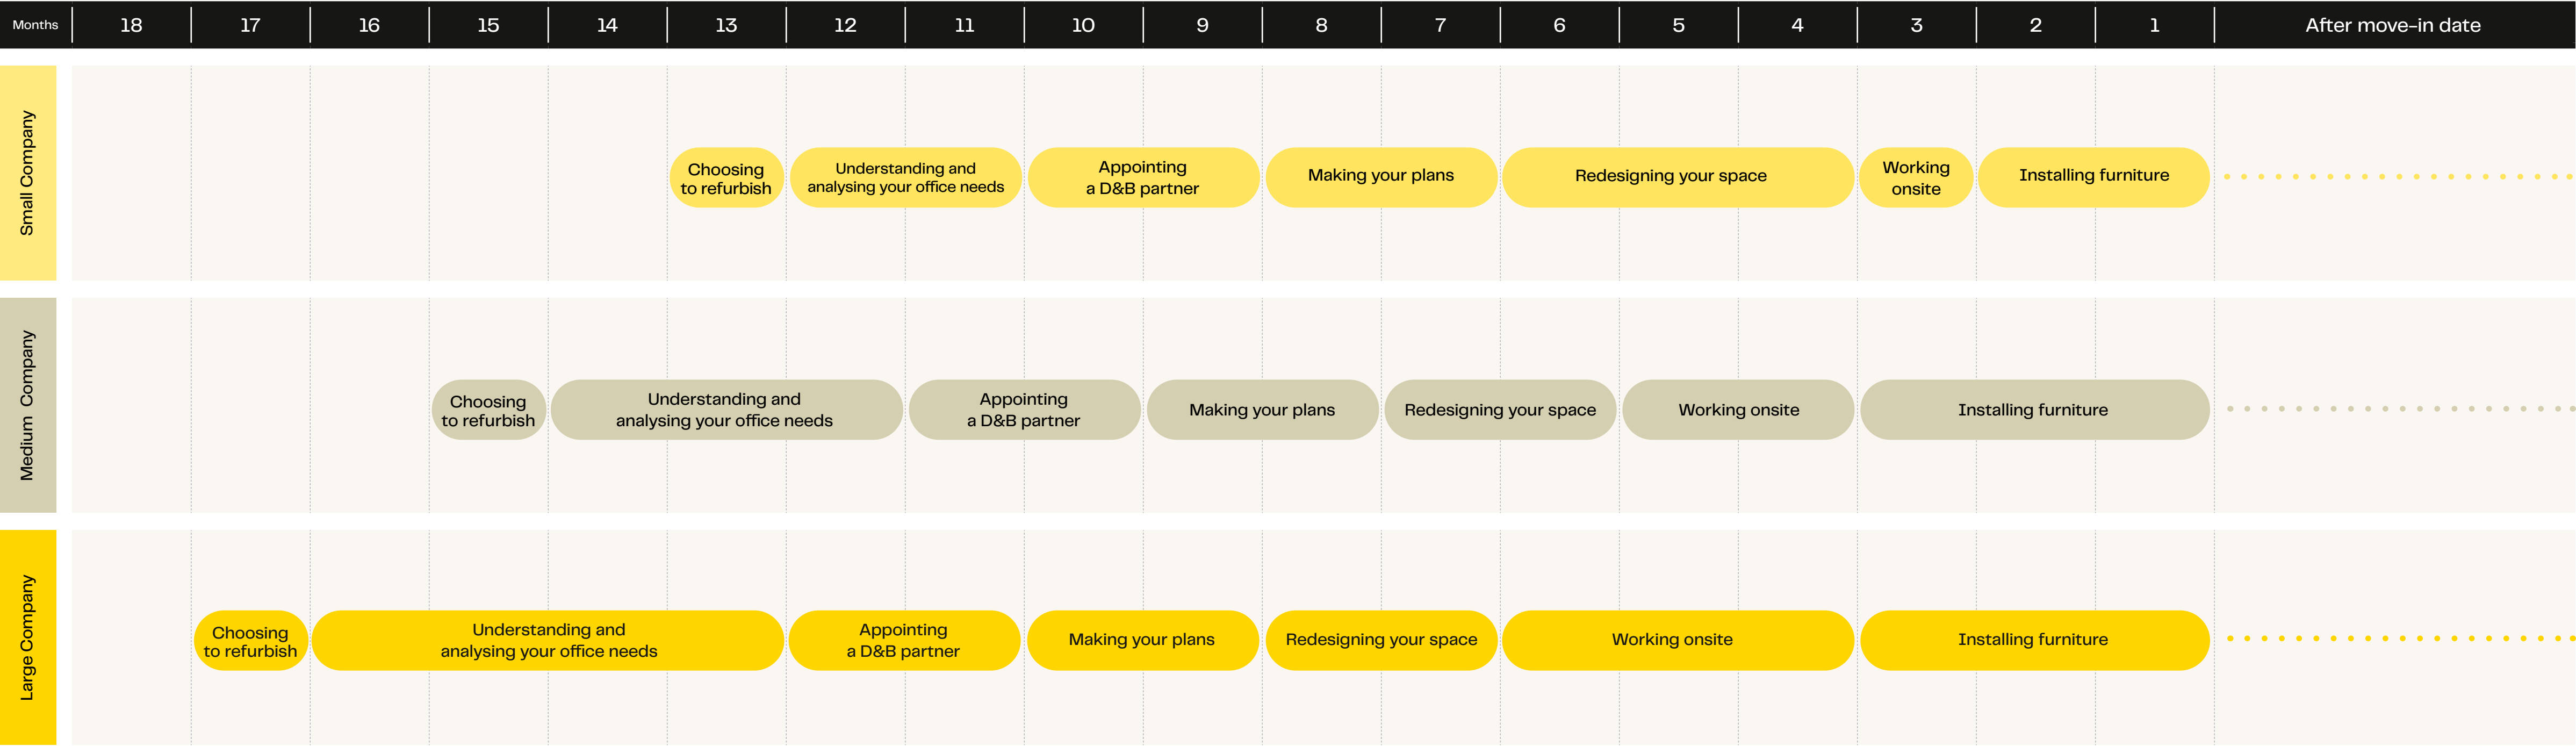 Months 18 17 16 15 14 13 12 11 10 9 8 7 6 5 4 3 2 1 After move-in date
Small Company
Choosing
to refurbish
Understanding and
analysing your office needs
Appointing
a D&B partner
Making your plans
Redesigning your space
Working
onsite
Installing furniture
Medium Company
Choosing
to refurbish
Understanding and
analysing your office needs
Appointing
a D&B partner
Making your plans
Redesigning your space
Working onsite
Installing furniture
Large Company
Choosing
to refurbish
Understanding and
analysing your office needs
Appointing
a D&B partner
Making your plans
Redesigning your space
Working onsite
Installing furniture